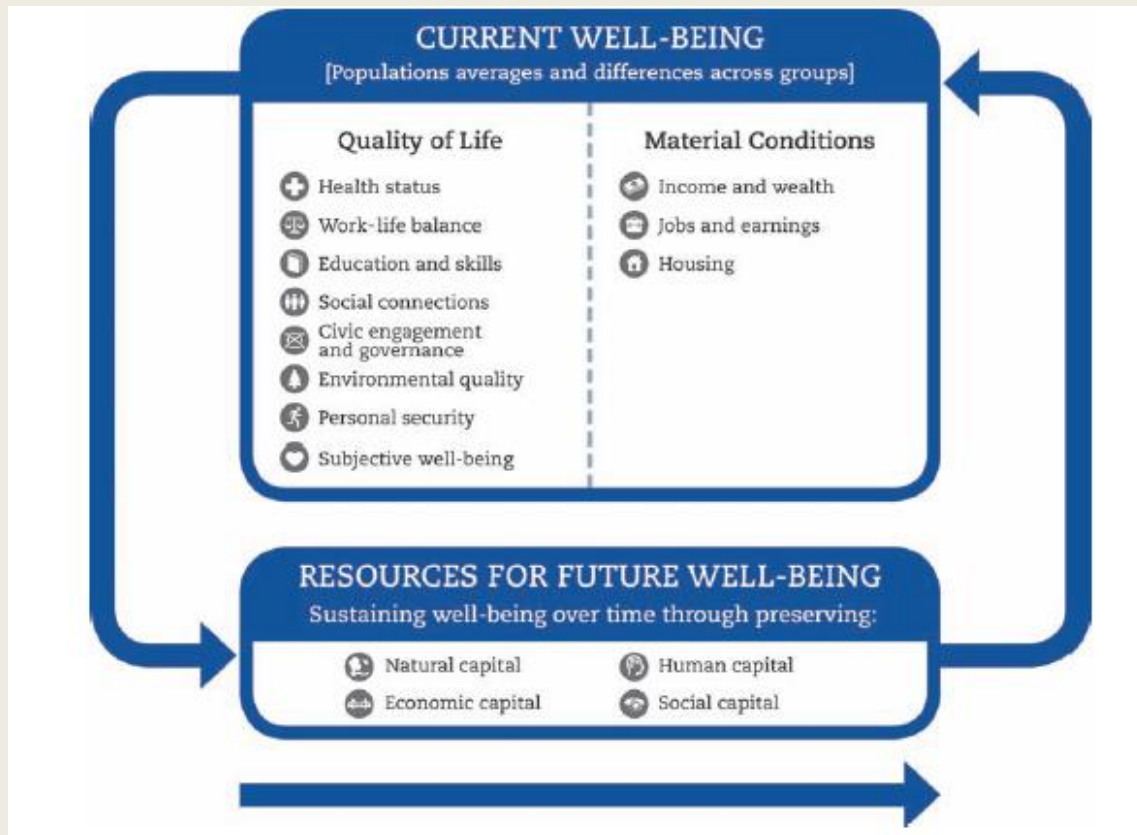 CURRENT WELL-BEING
[Populations averages and differences across groups]
Quality of Life
Health status
Work-life balance
Education and skills
Social connections
Civic engagement
and governance
Environmental quality
Personal security
Subjective well-being
Material Conditions
Income and wealth
Jobs and earnings
Housing
RESOURCES FOR FUTURE WELL-BEING
Sustaining well-being over time through preserving:
Natural capital
Economic capital
Human capital
Social capital